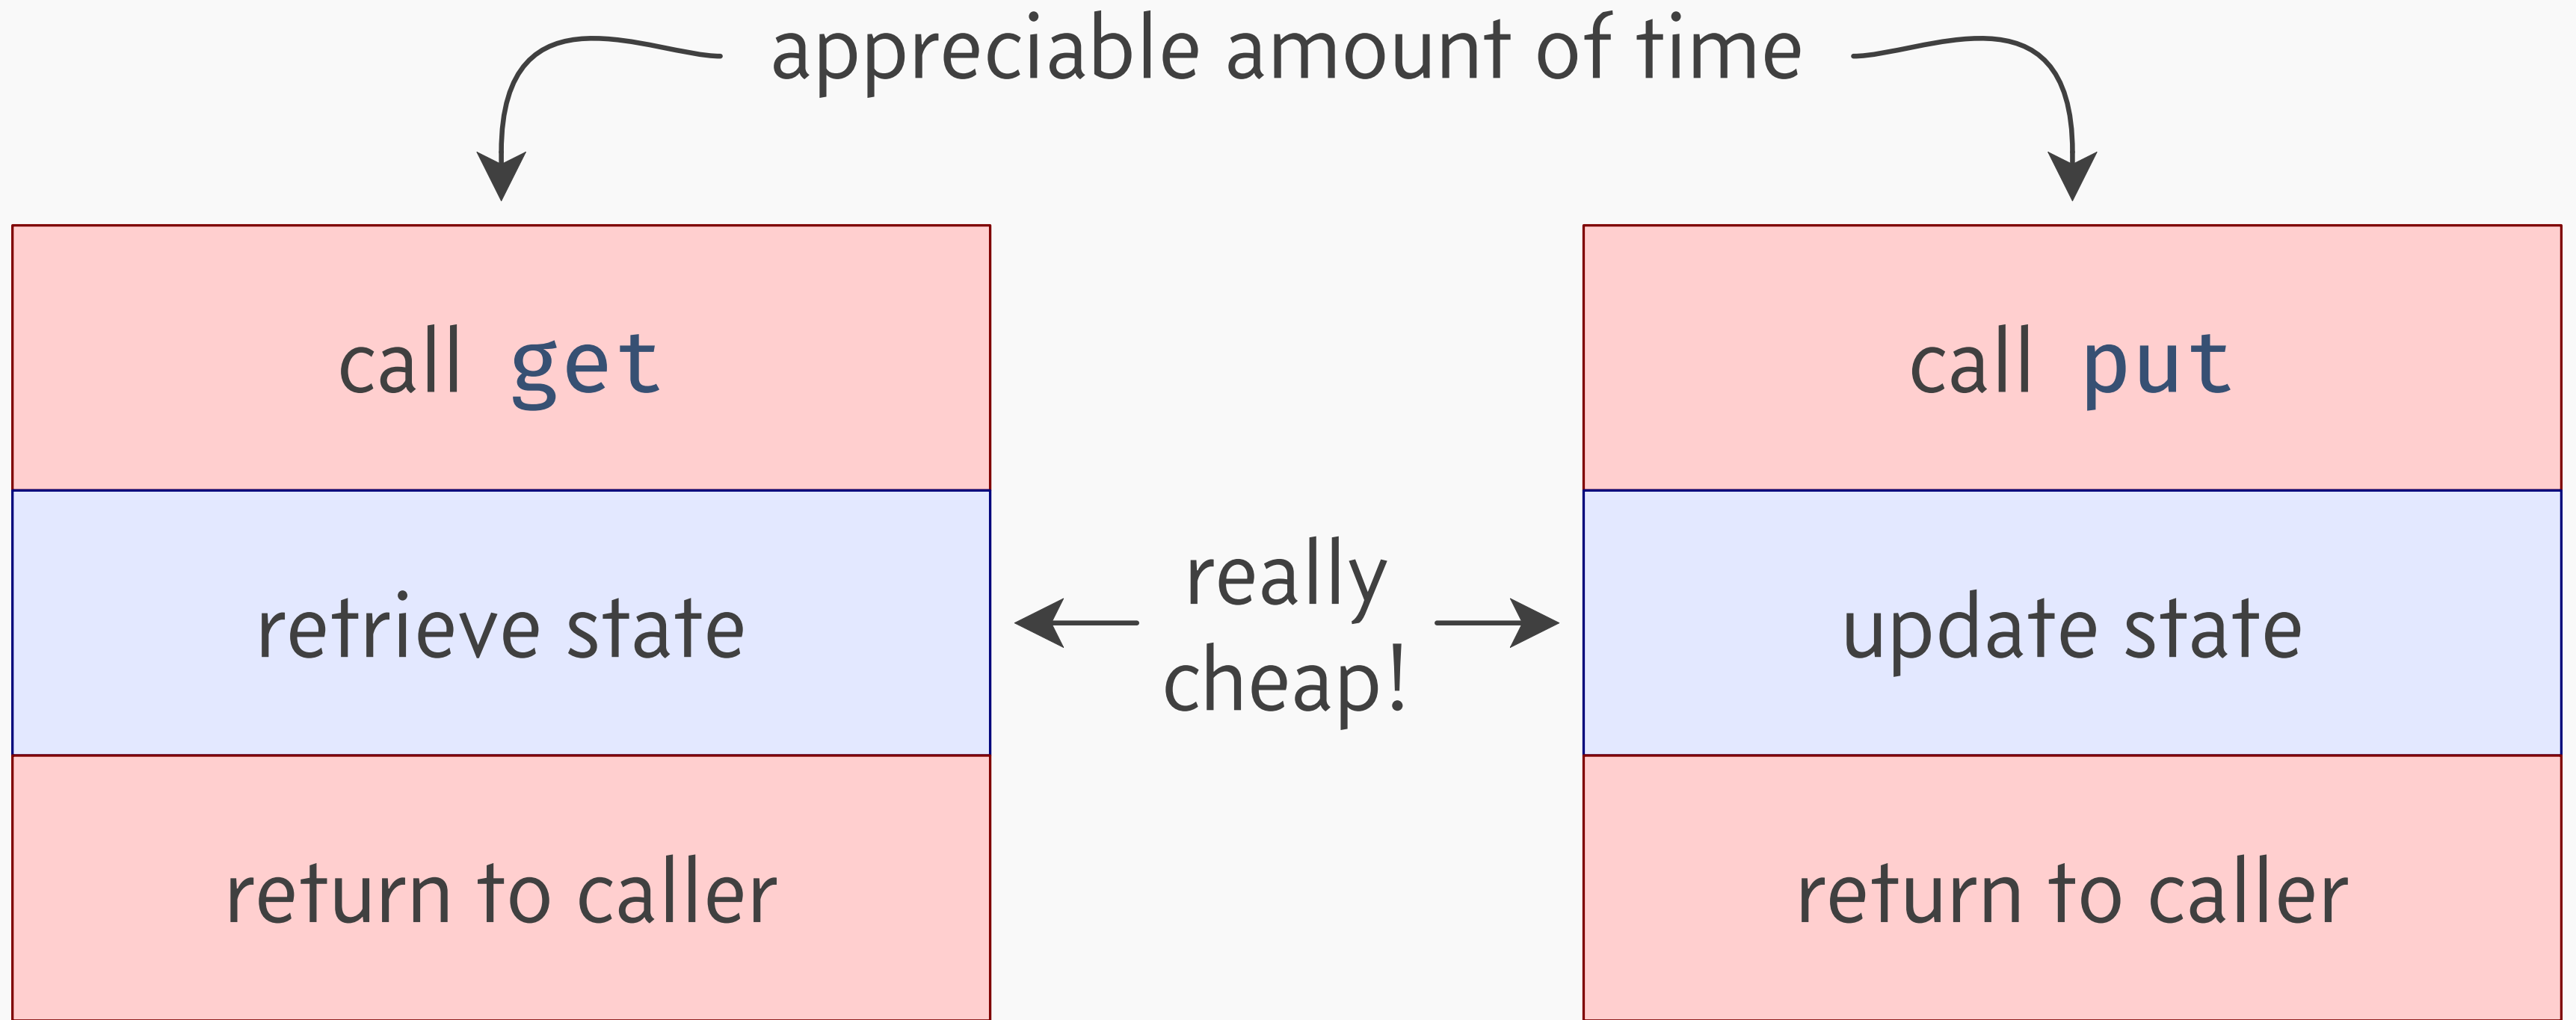 appreciable amount of time
call get
retrieve state
return to caller
really
cheap!
call put
update state
return to caller